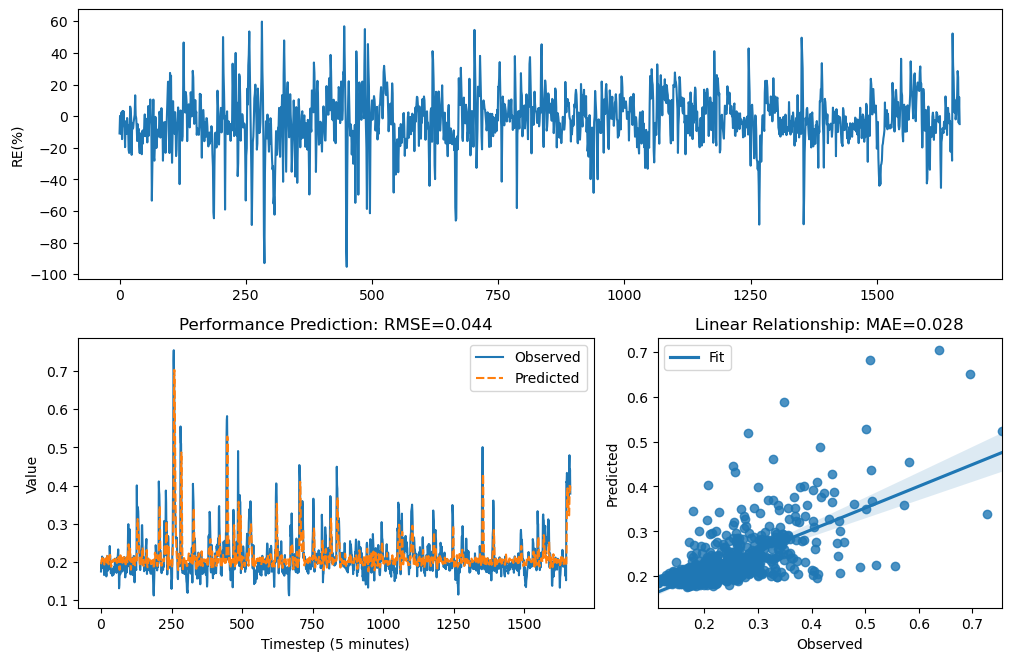 60
40
20
0
−20
−40
−60
−80
−100
RE(%)
0 250 500 750 1000 1250 1500
Performance Prediction: RMSE=0.044
Observed
Predicted
0.7
0.6
0.5
0.4
0.3
0.2
0.1
Value
0 250 500 750 1000 1250 1500
Timestep (5 minutes)
Linear Relationship: MAE=0.028
Fit
0.7
0.6
0.5
0.4
0.3
0.2
Predicted
0.2 0.3 0.4 0.5 0.6 0.7
Observed